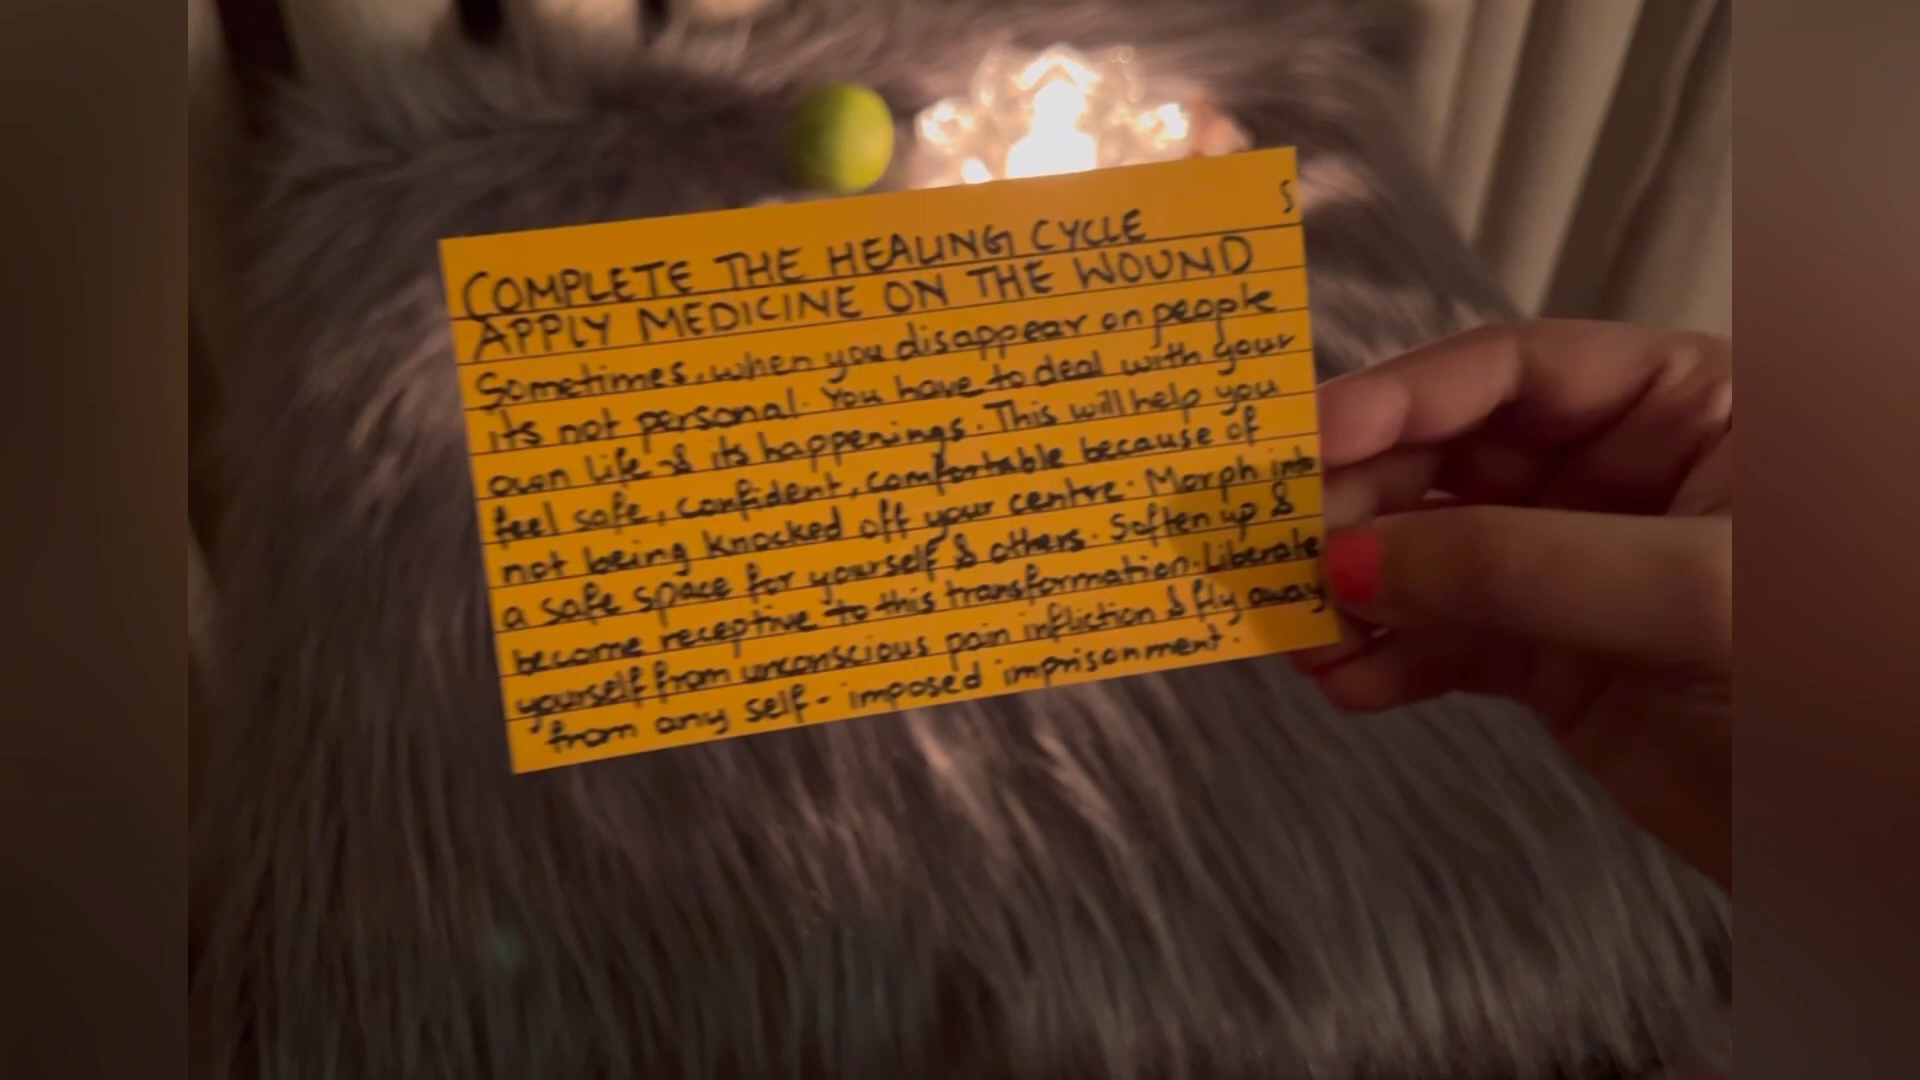 S
COMPLETE THE HEALING CYCLE
APPLY MEDICINE ON THE WOUND
Sometimes, when you disappear on people
its not personal. You have to deal with your
own life & its happenings. This will help you
feel safe, confident, comfortable because of
not being knocked off your centre. Morph into
a safe space for yourself & others. Soften up &
become receptive to this transformation. Liberate
yourself from unconscious pain infliction & fly away
from any self-imposed imprisonment.